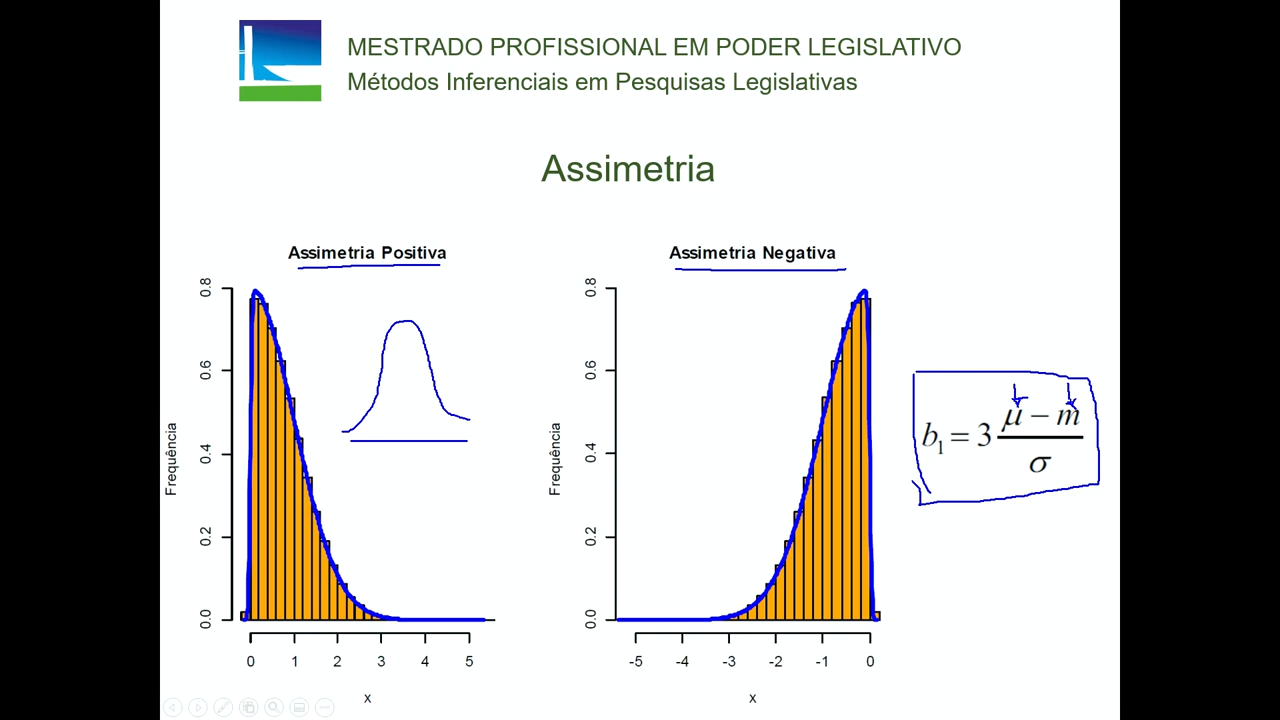 MESTRADO PROFISSIONAL EM PODER LEGISLATIVO
Métodos Inferenciais em Pesquisas Legislativas
Assimetria
Assimetria Positiva
Frequência
0.8
0.6
0.4
0.2
0.0
0 1 2 3 4 5
x
Assimetria Negativa
Frequência
0.8
0.6
0.4
0.2
0.0
-5 -4 -3 -2 -1 0
x
b₁ = 3 (μ − m) / σ